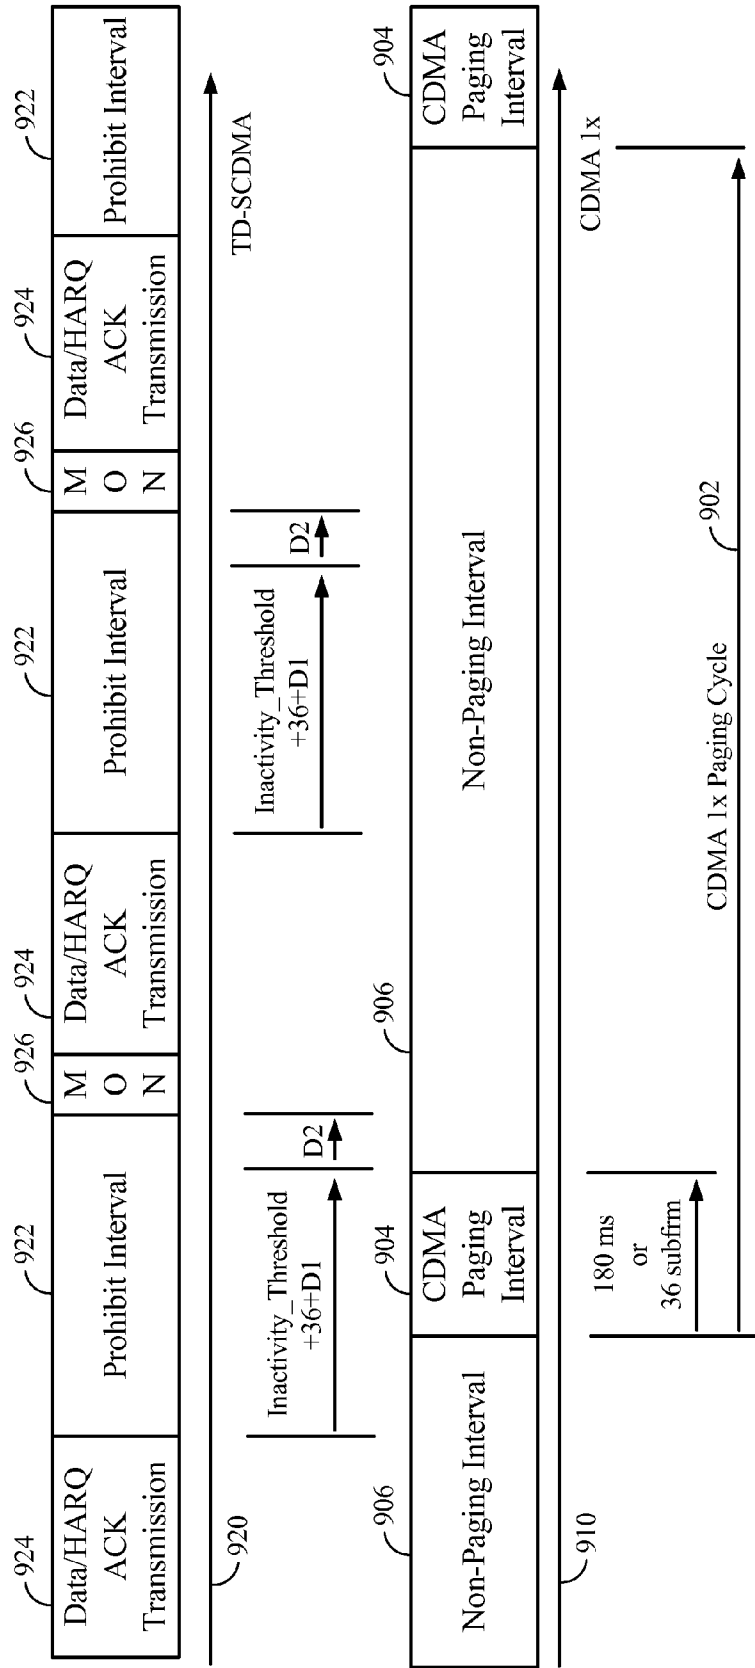 924
922
926
924
922
926
924
922
Data/HARQ
ACK
Transmission
Prohibit Interval
M
O
N
Data/HARQ
ACK
Transmission
Prohibit Interval
M
O
N
Data/HARQ
ACK
Transmission
Prohibit Interval
920
TD-SCDMA
Inactivity_Threshold
+36+D1
D2
Inactivity_Threshold
+36+D1
D2
906
904
906
904
Non-Paging Interval
CDMA
Paging
Interval
Non-Paging Interval
CDMA
Paging
Interval
910
CDMA 1x
180 ms
or
36 subfrm
902
CDMA 1x Paging Cycle